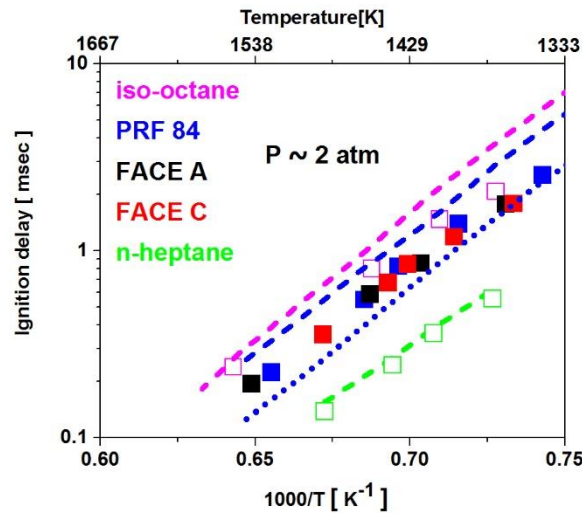 Temperature[K]
1667 1538 1429 1333
10
iso-octane
PRF 84
P ~ 2 atm
FACE A
FACE C
1
n-heptane
0.1
0.60 0.65 0.70 0.75
1000/T [ K⁻¹ ]
Ignition delay [ msec]